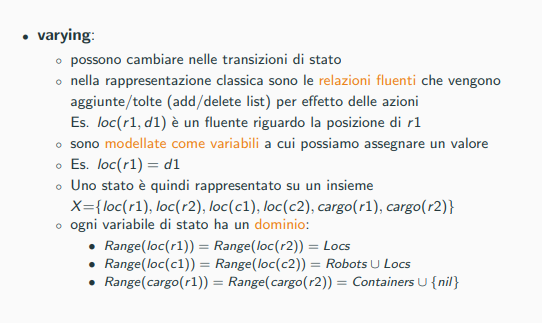 • varying:
◦ possono cambiare nelle transizioni di stato
◦ nella rappresentazione classica sono le relazioni fluenti che vengono
aggiunte/tolte (add/delete list) per effetto delle azioni
Es. loc(r1, d1) è un fluente riguardo la posizione di r1
◦ sono modellate come variabili a cui possiamo assegnare un valore
◦ Es. loc(r1) = d1
◦ Uno stato è quindi rappresentato su un insieme
X={loc(r1), loc(r2), loc(c1), loc(c2), cargo(r1), cargo(r2)}
◦ ogni variabile di stato ha un dominio:
• Range(loc(r1)) = Range(loc(r2)) = Locs
• Range(loc(c1)) = Range(loc(c2)) = Robots ∪ Locs
• Range(cargo(r1)) = Range(cargo(r2)) = Containers ∪ {nil}